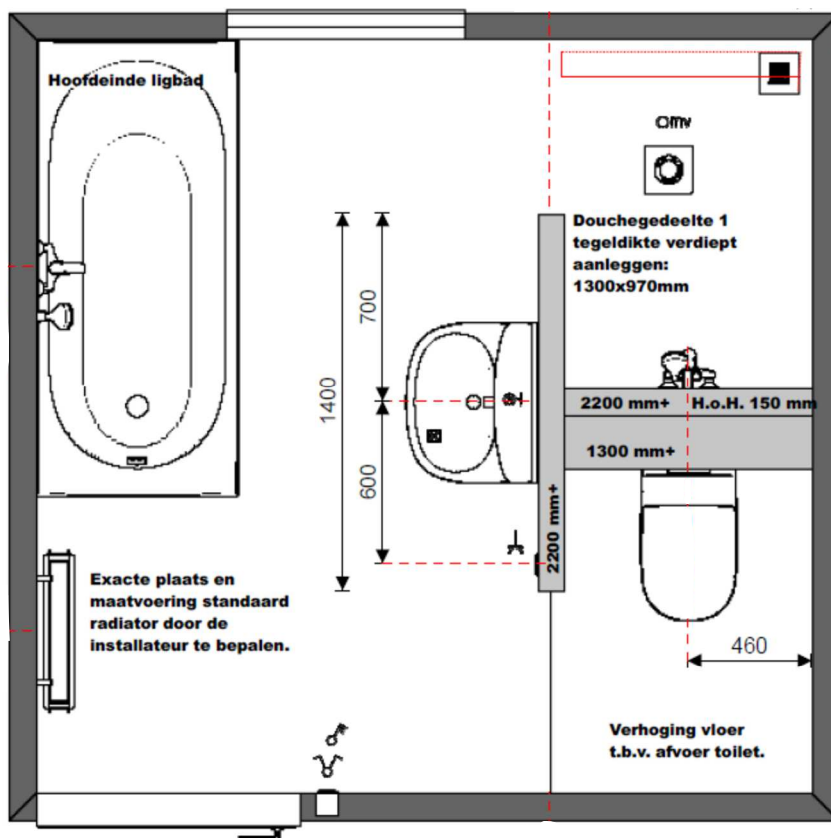 Hoofdeinde ligbad
Omv
Douchegedeelte 1
tegeldikte verdiept
aanleggen:
1300x970mm
700
1400
600
2200 mm+ H.o.H. 150 mm
1300 mm+
2200 mm+
Exacte plaats en
maatvoering standaard
radiator door de
installateur te bepalen.
460
Verhoging vloer
t.b.v. afvoer toilet.